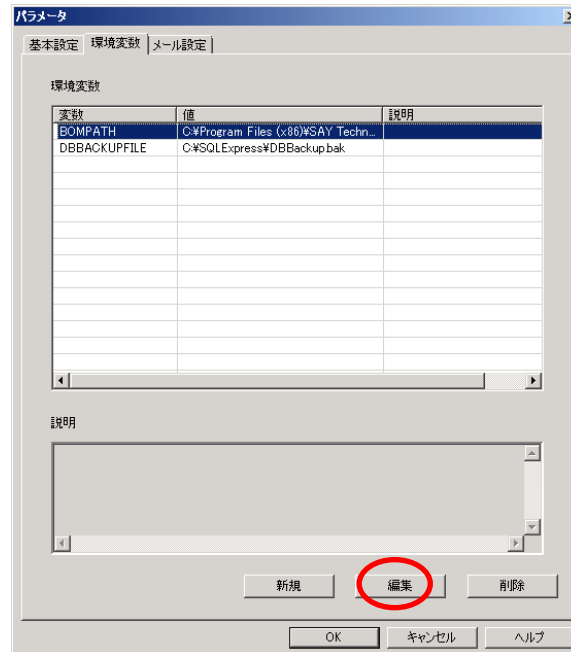 パラメータ
基本設定 環境変数 メール設定
環境変数
変数 値 説明
BOMPATH C:¥Program Files (x86)¥SAY Techn...
DBBACKUPFILE C:¥SQLExpress¥DBBackup.bak
説明
新規 編集 削除
OK キャンセル ヘルプ